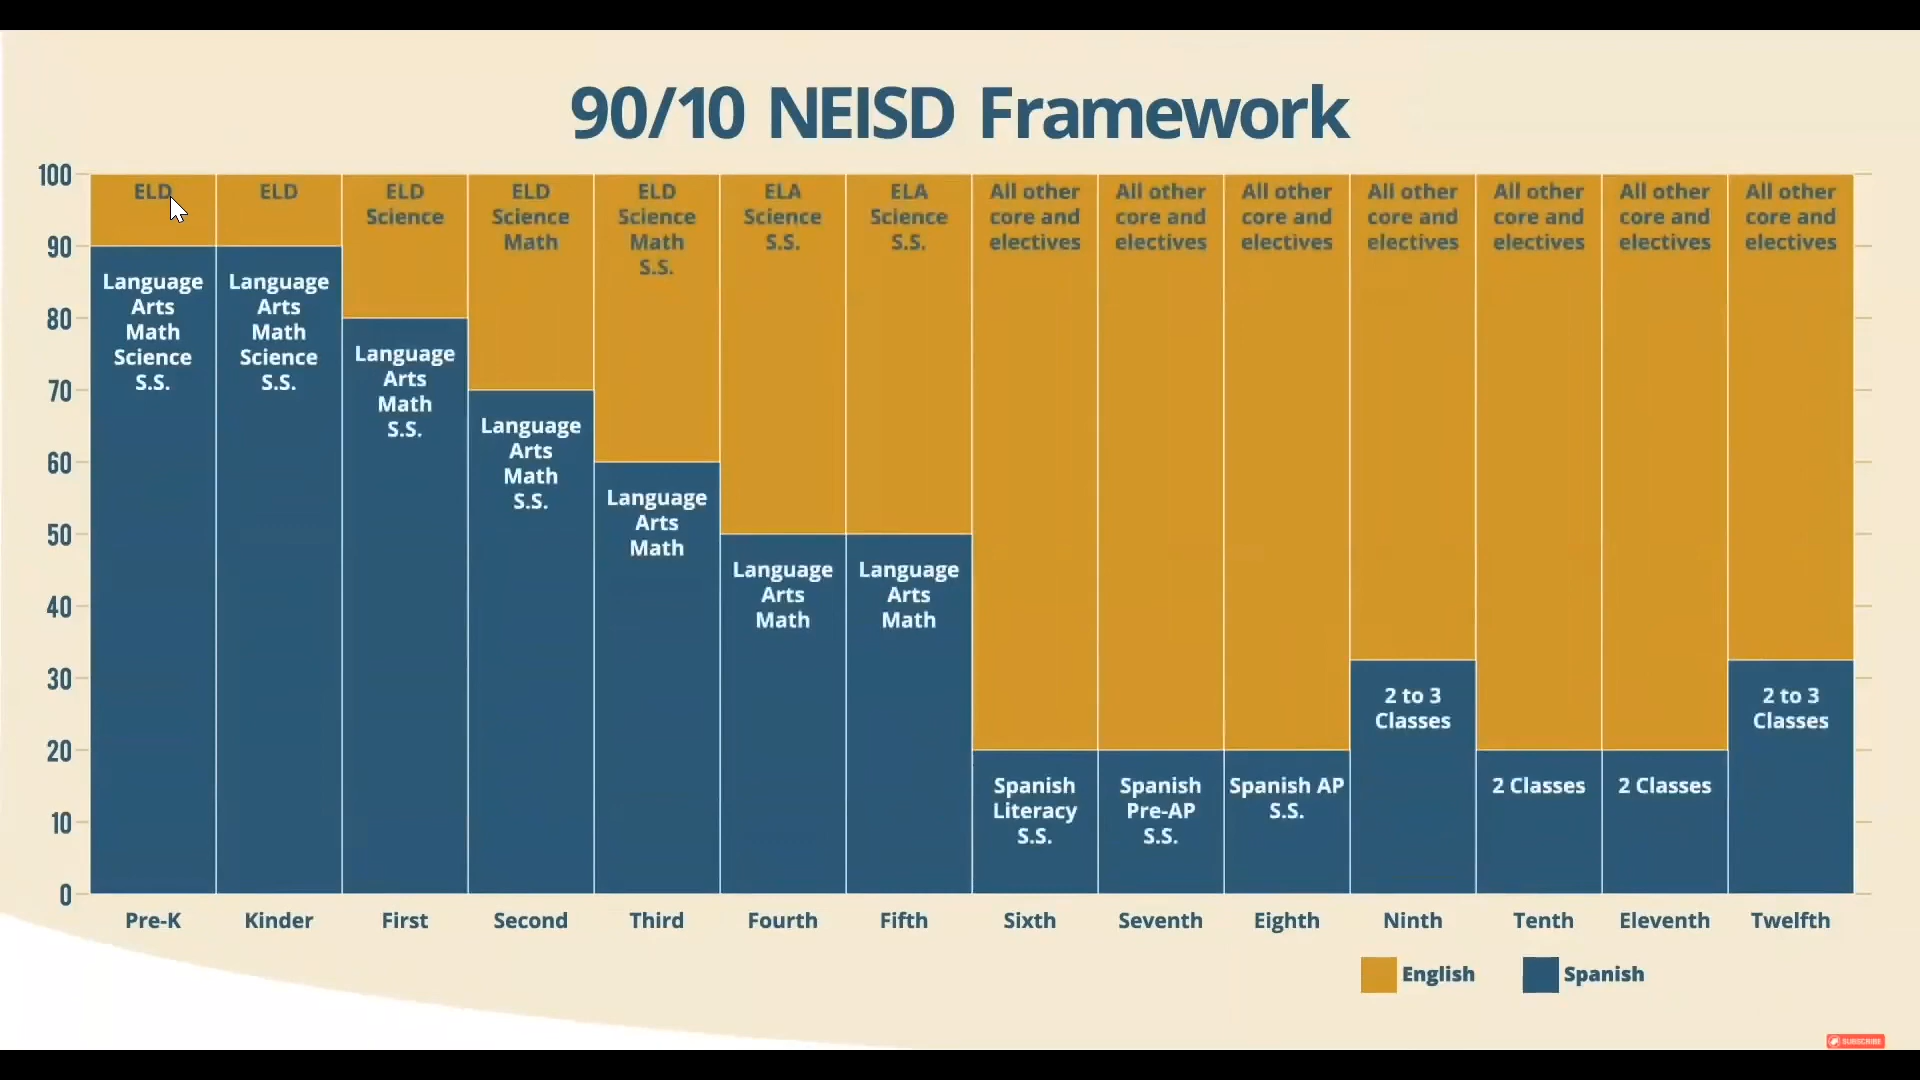 90/10 NEISD Framework
100
90
80
70
60
50
40
30
20
10
0
ELD
Language
Arts
Math
Science
S.S.
Pre-K
ELD
Language
Arts
Math
Science
S.S.
Kinder
ELD
Science
Language
Arts
Math
S.S.
First
ELD
Science
Math
Language
Arts
Math
S.S.
Second
ELD
Science
Math
S.S.
Language
Arts
Math
Third
ELA
Science
S.S.
Language
Arts
Math
Fourth
ELA
Science
S.S.
Language
Arts
Math
Fifth
All other
core and
electives
Spanish
Literacy
S.S.
Sixth
All other
core and
electives
Spanish
Pre-AP
S.S.
Seventh
All other
core and
electives
Spanish AP
S.S.
Eighth
All other
core and
electives
2 to 3
Classes
Ninth
All other
core and
electives
2 Classes
Tenth
All other
core and
electives
2 Classes
Eleventh
All other
core and
electives
2 to 3
Classes
Twelfth
English
Spanish
SUBSCRIBE